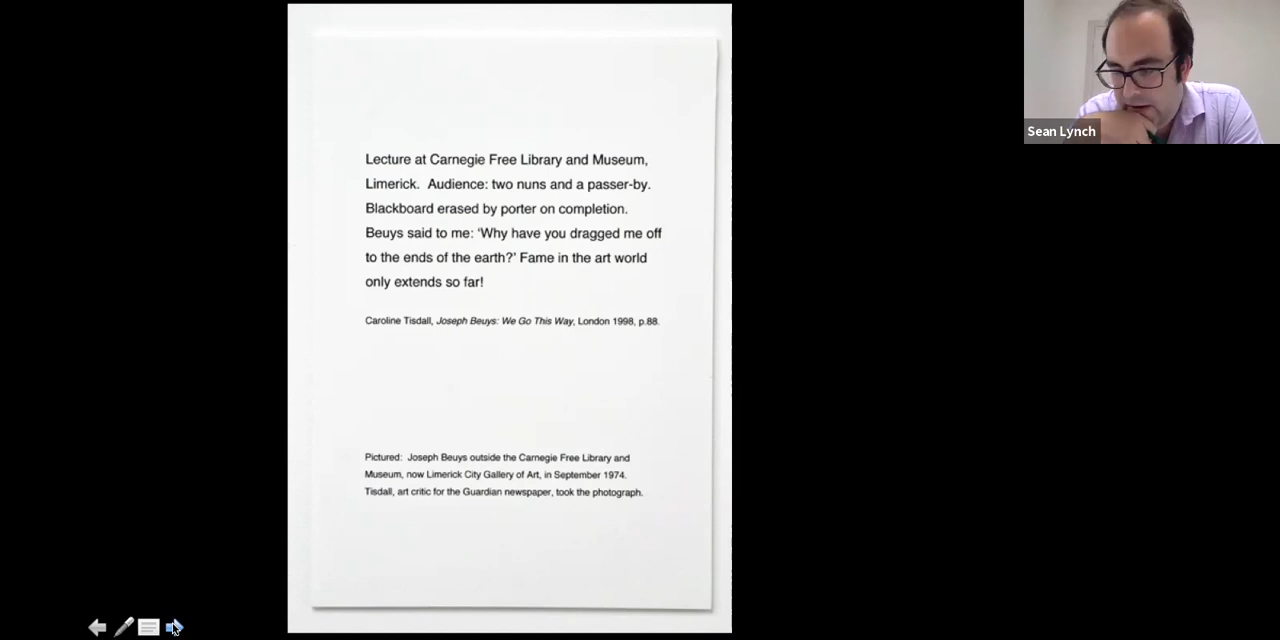 Lecture at Carnegie Free Library and Museum,
Limerick.  Audience: two nuns and a passer-by.
Blackboard erased by porter on completion.
Beuys said to me: ‘Why have you dragged me off
to the ends of the earth?’ Fame in the art world
only extends so far!
Caroline Tisdall, Joseph Beuys: We Go This Way, London 1998, p.88.
Pictured:  Joseph Beuys outside the Carnegie Free Library and
Museum, now Limerick City Gallery of Art, in September 1974.
Tisdall, art critic for the Guardian newspaper, took the photograph.
Sean Lynch